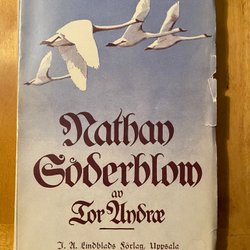 Nathan
Söderblom
av
Tor Andræ
J. A. Lindblads Förlag, Uppsala